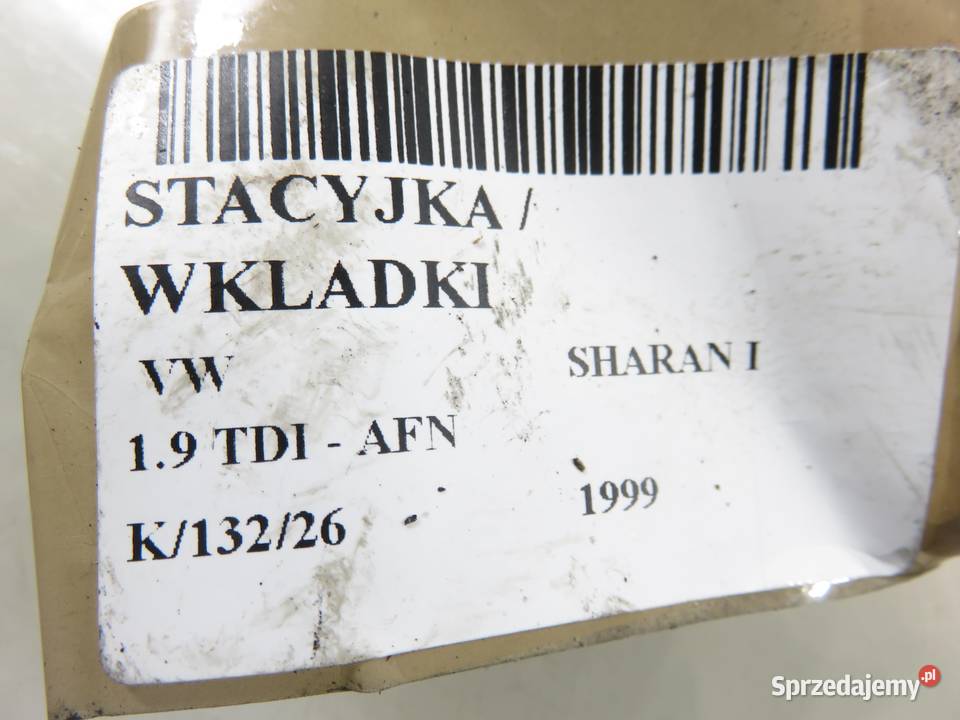 STACYJKA /
WKLADKI
VW SHARAN I
1.9 TDI - AFN
1999
K/132/26
Sprzedajemy.pl